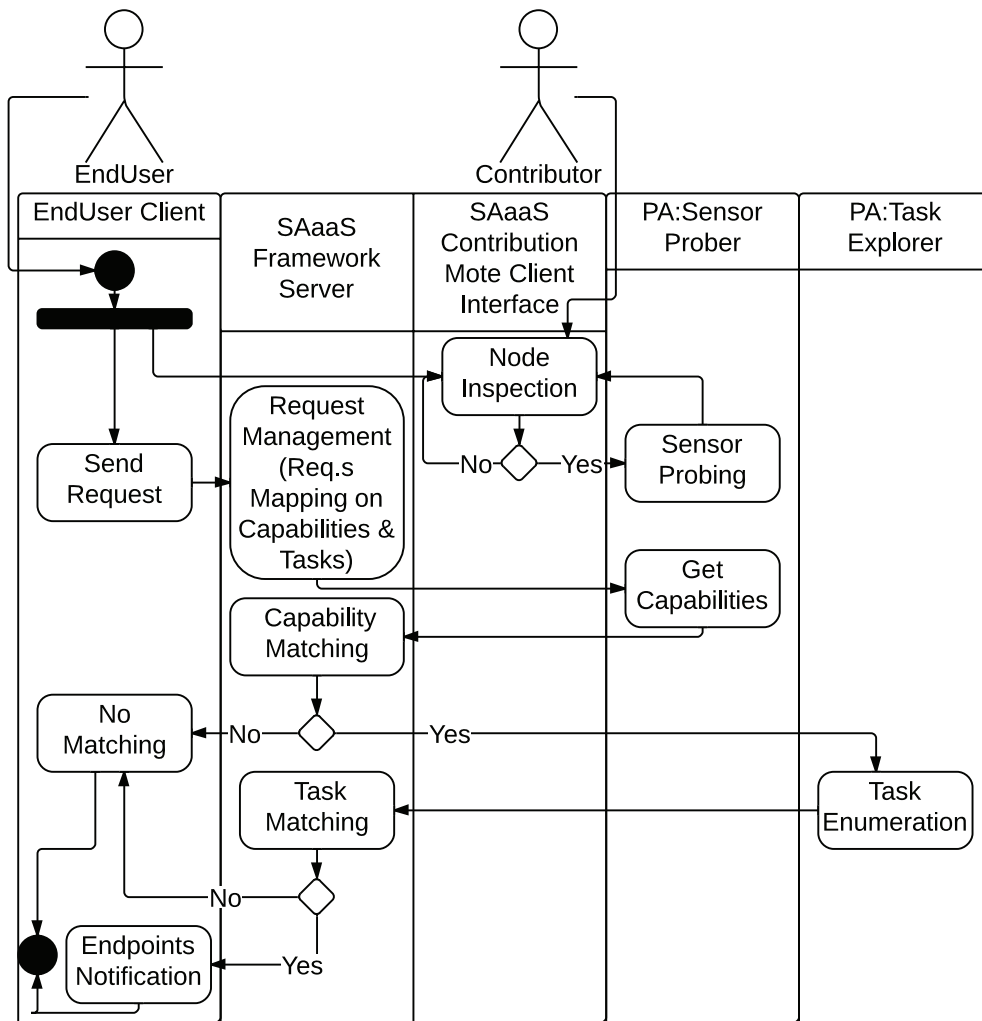 EndUser
Contributor
EndUser Client
SAaaS
Framework
Server
SAaaS
Contribution
Mote Client
Interface
PA:Sensor
Prober
PA:Task
Explorer
Node
Inspection
Request
Management
(Req.s
Mapping on
Capabilities &
Tasks)
Send
Request
No
Yes
Sensor
Probing
Get
Capabilities
Capability
Matching
No
Matching
No
Yes
Task
Matching
Task
Enumeration
No
Endpoints
Notification
Yes